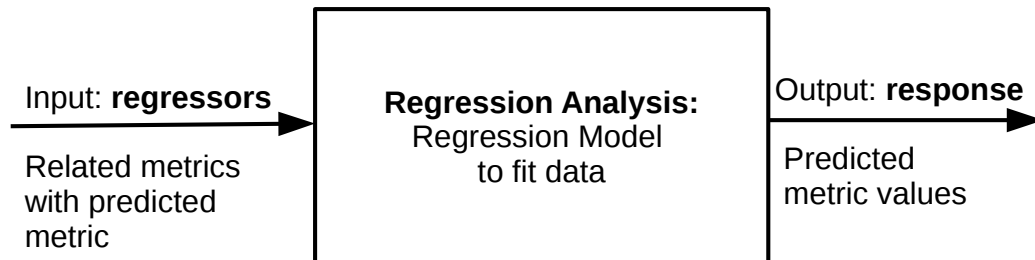 Input: regressors
Related metrics
with predicted
metric
Regression Analysis:
Regression Model
to fit data
Output: response
Predicted
metric values